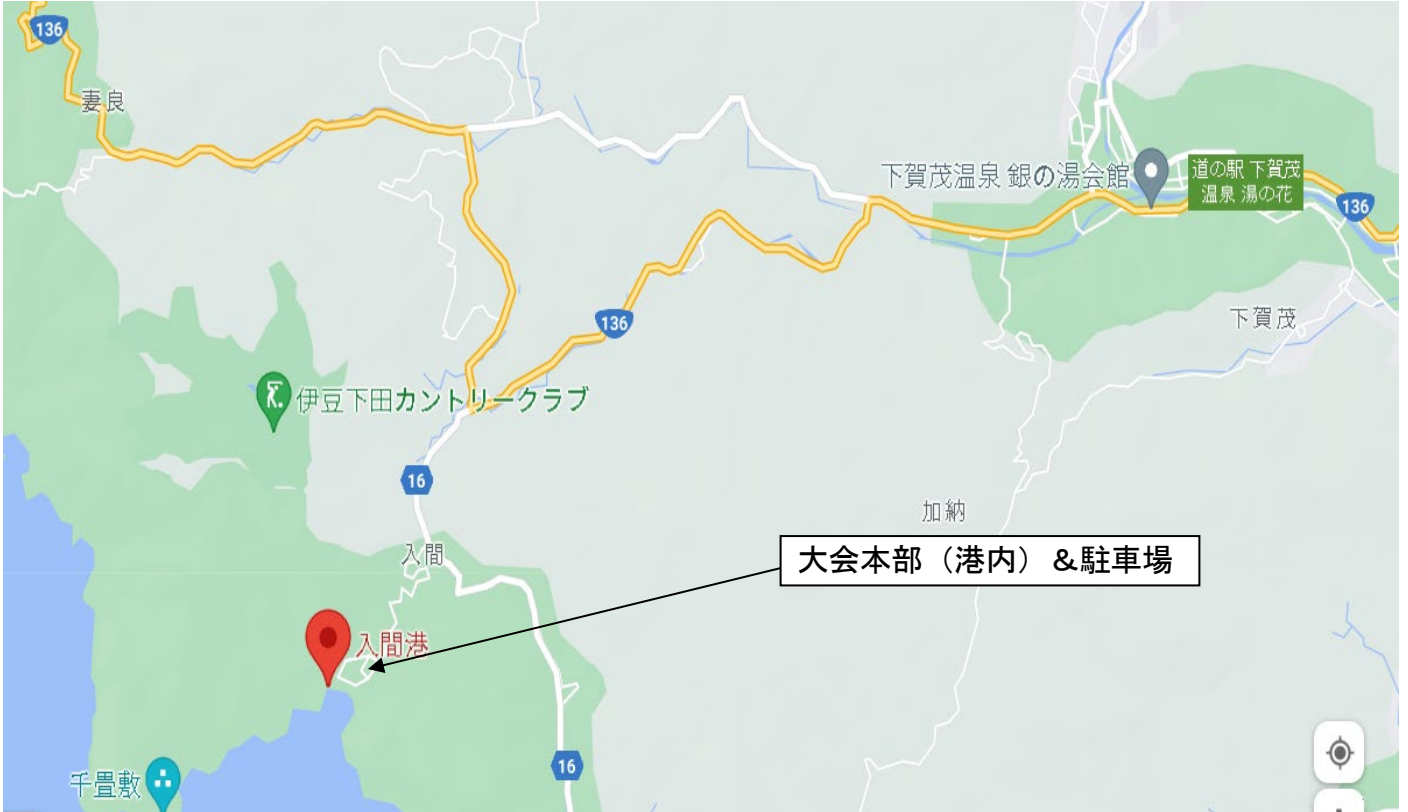 136
妻良
下賀茂温泉 銀の湯会館
道の駅 下賀茂
温泉 湯の花
136
136
下賀茂
伊豆下田カントリークラブ
16
加納
入間
大会本部（港内）＆駐車場
入間港
16
千畳敷